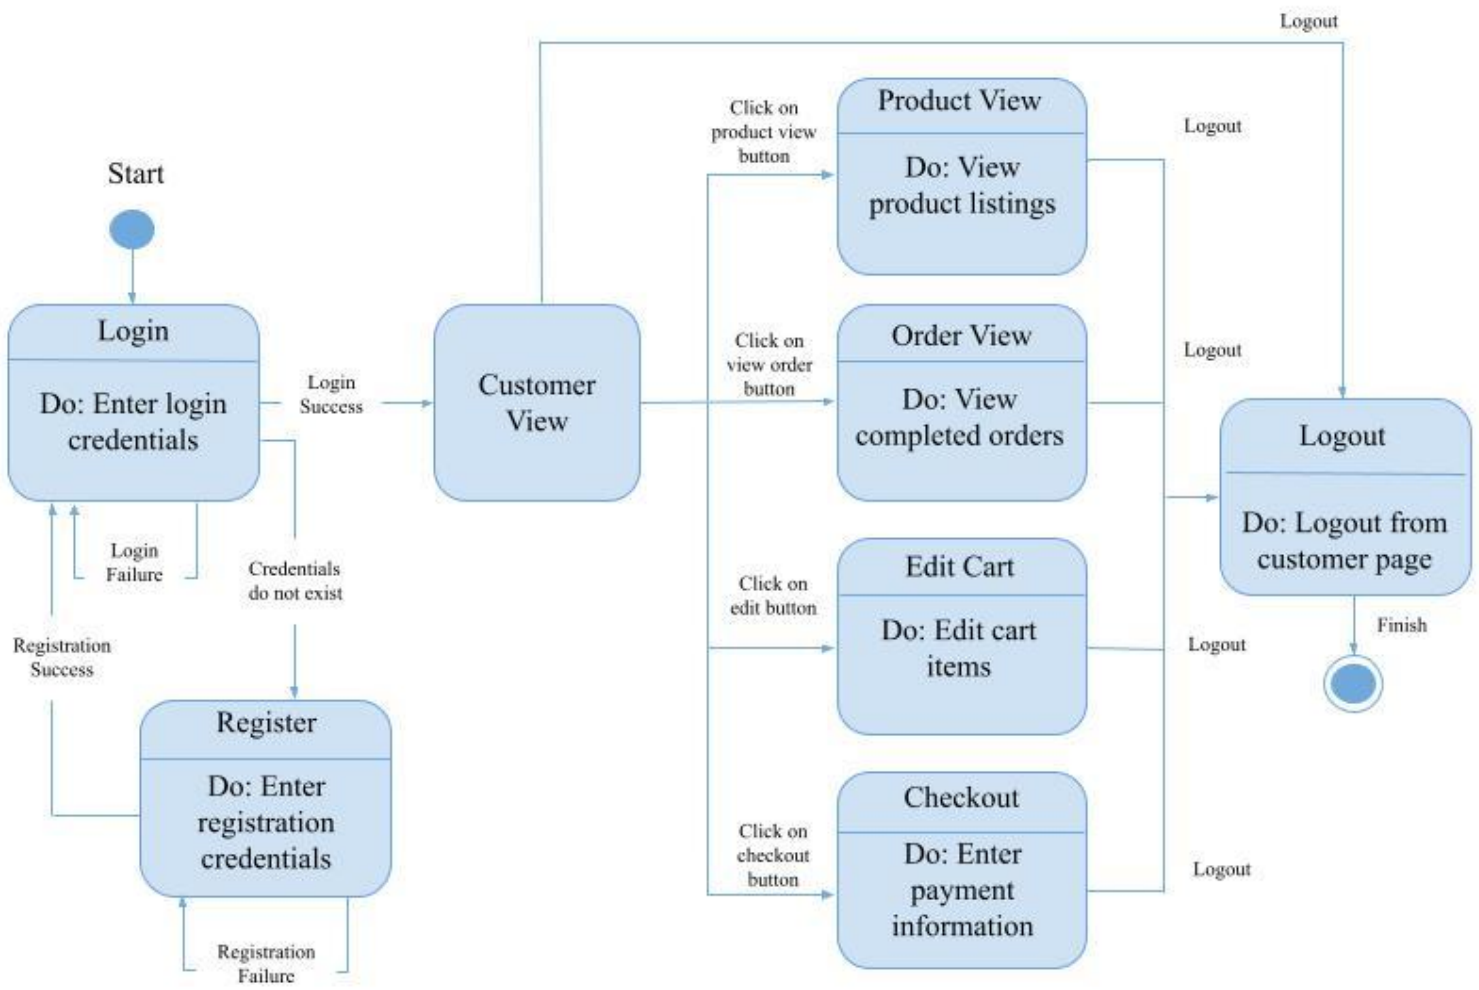 Start
Login
Do: Enter login
credentials
Login
Success
Login
Failure
Credentials
do not exist
Registration
Success
Register
Do: Enter
registration
credentials
Registration
Failure
Customer
View
Logout
Click on
product view
button
Product View
Do: View
product listings
Logout
Click on
view order
button
Order View
Do: View
completed orders
Logout
Click on
edit button
Edit Cart
Do: Edit cart
items
Logout
Click on
checkout
button
Checkout
Do: Enter
payment
information
Logout
Logout
Do: Logout from
customer page
Finish